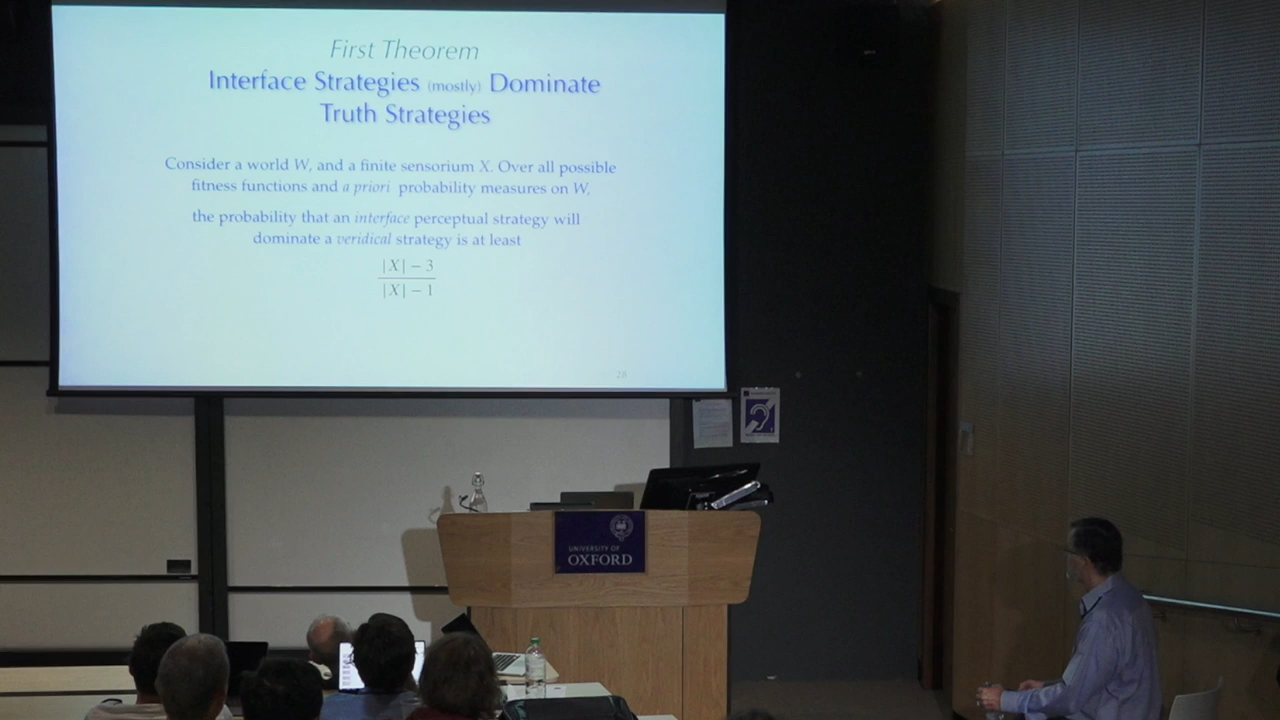 First Theorem
Interface Strategies (mostly) Dominate
Truth Strategies
Consider a world W, and a finite sensorium X. Over all possible
fitness functions and a priori probability measures on W,
the probability that an interface perceptual strategy will
dominate a veridical strategy is at least
|X| − 3
|X| − 1
28
UNIVERSITY OF
OXFORD